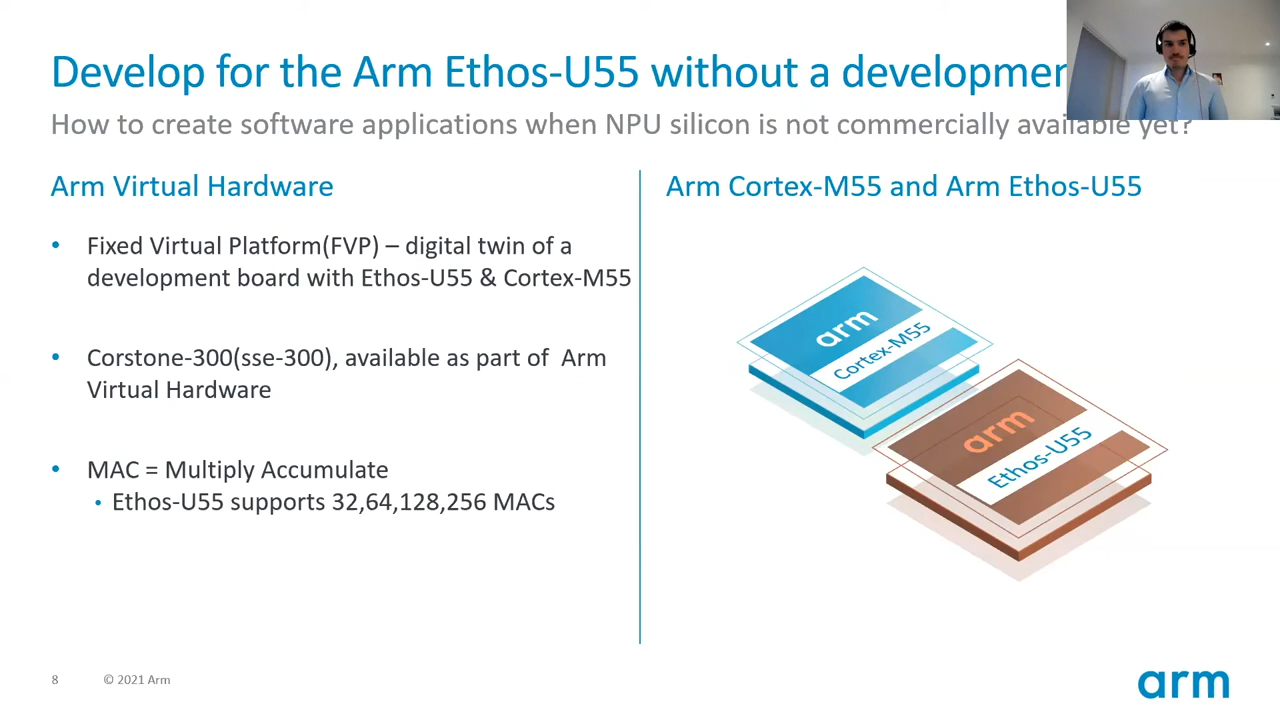 Develop for the Arm Ethos-U55 without a
How to create software applications when NPU silicon is not commercially available yet?
Arm Virtual Hardware
• Fixed Virtual Platform(FVP) – digital twin of a
development board with Ethos-U55 & Cortex-M55
• Corstone-300(sse-300), available as part of Arm
Virtual Hardware
• MAC = Multiply Accumulate
• Ethos-U55 supports 32,64,128,256 MACs
Arm Cortex-M55 and Arm Ethos-U55
arm
Cortex-M55
arm
Ethos-U55
8 © 2021 Arm
arm